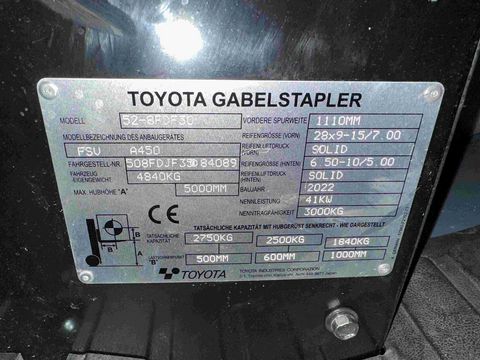 TOYOTA GABELSTAPLER
MODELL 52-8FDF30 VORDERE SPURWEITE 1110MM
MODELLBEZEICHNUNG DES ANBAUGERÄTES REIFENGRÖSSE (VORN) 28x9-15/7.00
FSV A450 REIFENLUFTDRUCK (VORN) SOLID
FAHRGESTELL-NR. 508FDJF35084089 REIFENGRÖSSE (HINTEN) 6.50-10/5.00
FAHRZEUG EIGENGEWICHT 4840KG REIFENLUFTDRUCK (HINTEN) SOLID
MAX. HUBHÖHE "A" 5000MM BAUJAHR 2022
NENNLEISTUNG 41KW
NENNTRAGFÄHIGKEIT 3000KG
CE
TATSÄCHLICHE KAPAZITÄT MIT HUBGERÜST SENKRECHT - WIE DARGESTELLT
TATSÄCHLICHE KAPAZITÄT 2750KG 2500KG 1840KG
LASTSCHWERPUNKT "B" 500MM 600MM 1000MM
B
B
A
TOYOTA TOYOTA INDUSTRIES CORPORATION